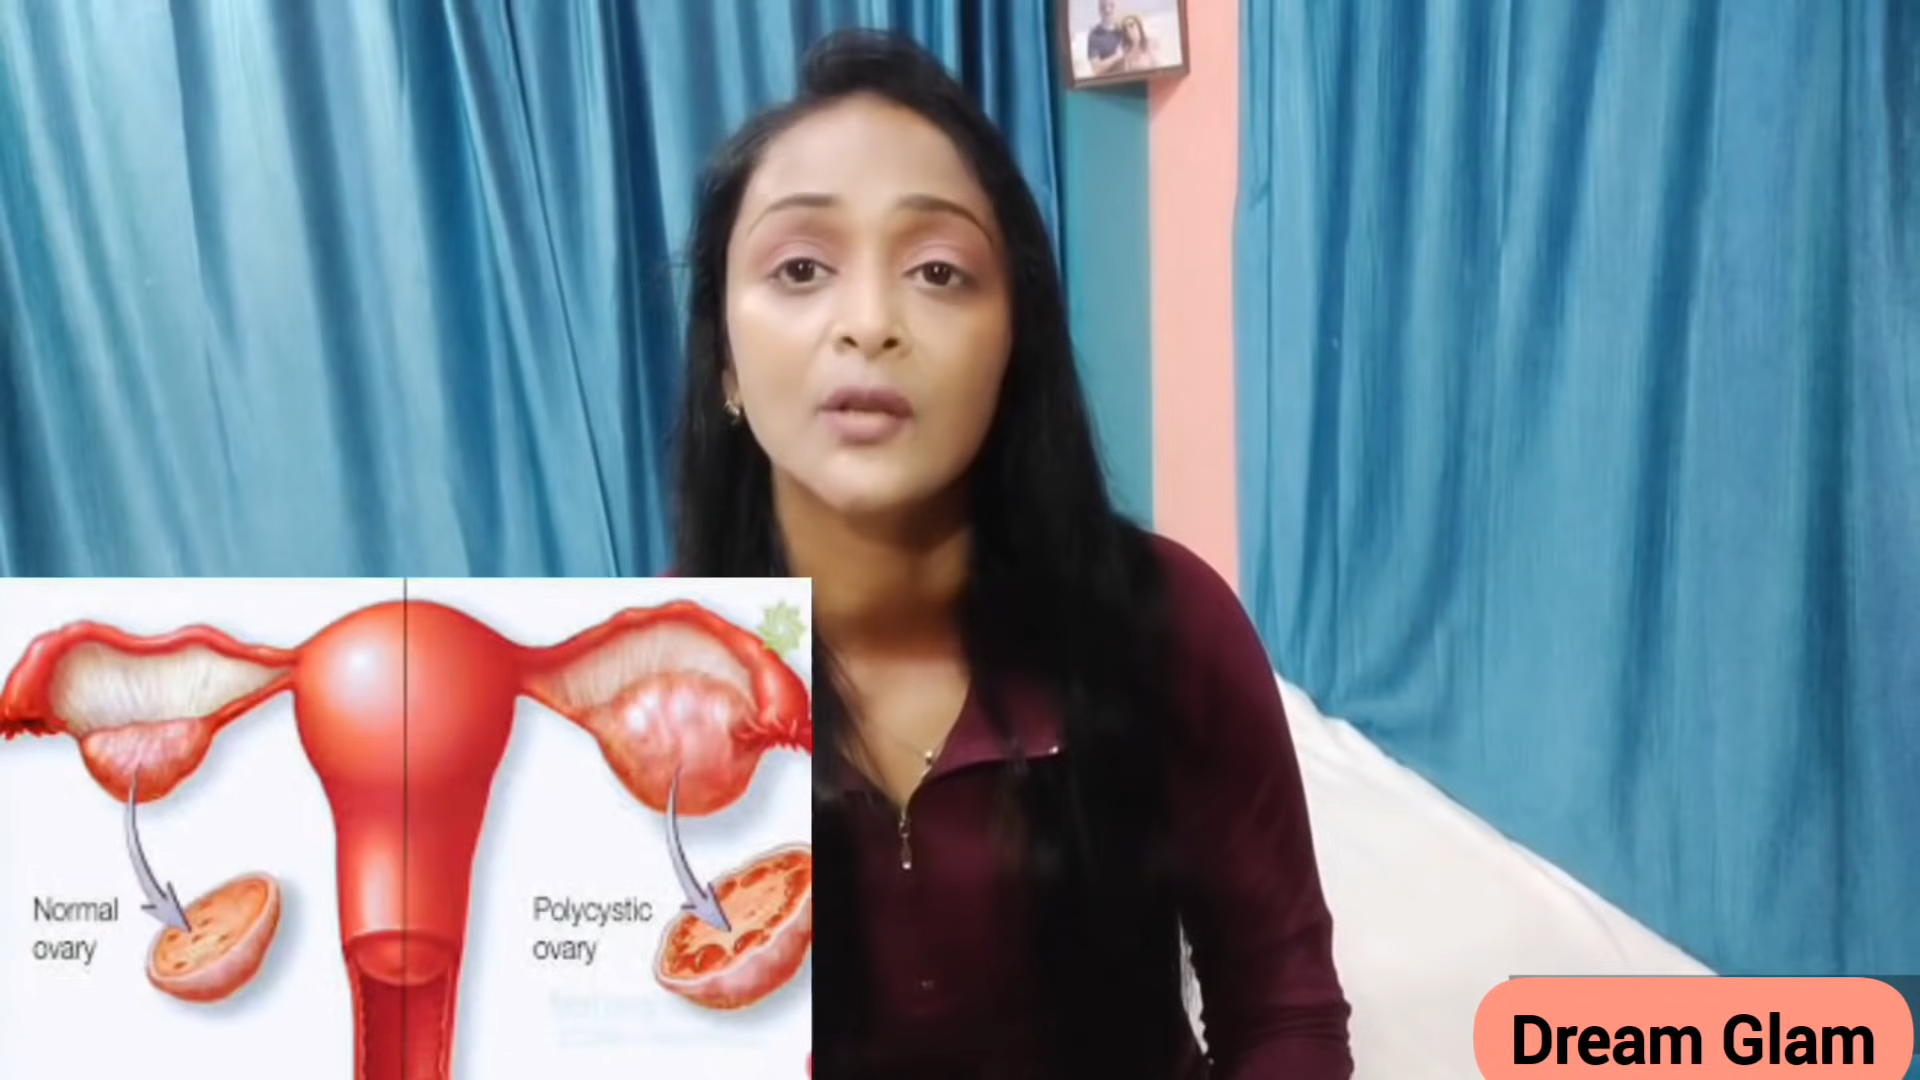 Normal
ovary
Polycystic
ovary
Dream Glam